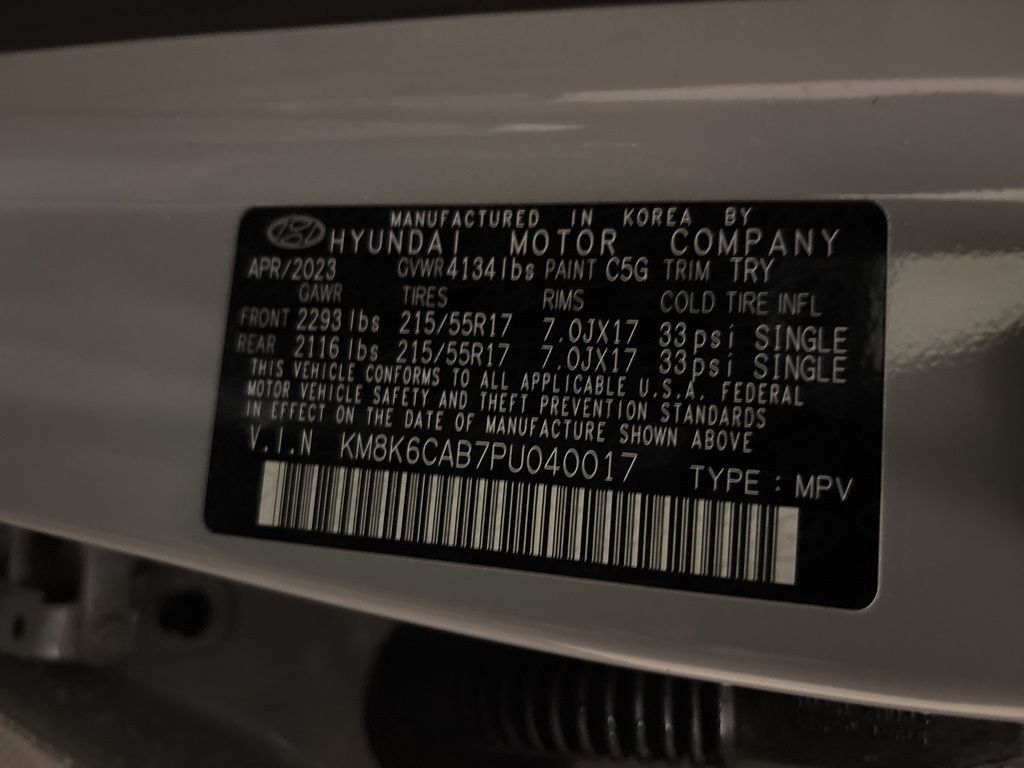 MANUFACTURED IN KOREA BY
HYUNDAI MOTOR COMPANY
APR/2023 GVWR 4134lbs PAINT C5G TRIM TRY
GAWR TIRES RIMS COLD TIRE INFL
FRONT 2293lbs 215/55R17 7.0JX17 33psi SINGLE
REAR 2116lbs 215/55R17 7.0JX17 33psi SINGLE
THIS VEHICLE CONFORMS TO ALL APPLICABLE U.S.A. FEDERAL
MOTOR VEHICLE SAFETY AND THEFT PREVENTION STANDARDS
IN EFFECT ON THE DATE OF MANUFACTURE SHOWN ABOVE
V.I.N KM8K6CAB7PU040017 TYPE : MPV